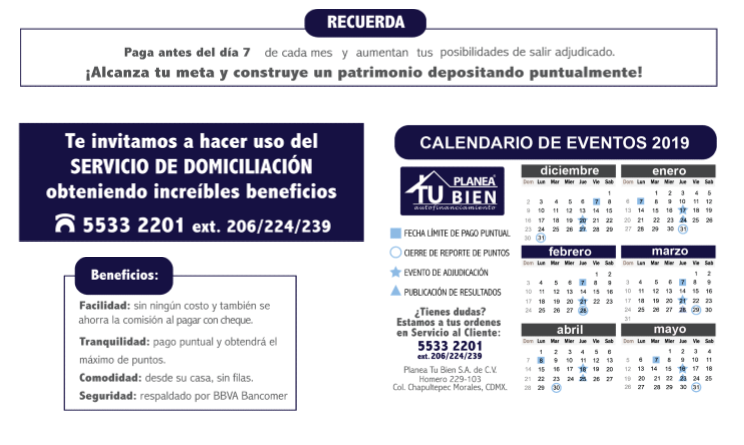 RECUERDA
Paga antes del día 7 de cada mes y aumentan tus posibilidades de salir adjudicado.
¡Alcanza tu meta y construye un patrimonio depositando puntualmente!
Te invitamos a hacer uso del
SERVICIO DE DOMICILIACIÓN
obteniendo increíbles beneficios
5533 2201 ext. 206/224/239
Beneficios:
Facilidad: sin ningún costo y también se
ahorra la comisión al pagar con cheque.
Tranquilidad: pago puntual y obtendrá el
máximo de puntos.
Comodidad: desde su casa, sin filas.
Seguridad: respaldado por BBVA Bancomer
CALENDARIO DE EVENTOS 2019
PLANEA
TU BIEN
autofinanciamiento
FECHA LÍMITE DE PAGO PUNTUAL
CIERRE DE REPORTE DE PUNTOS
EVENTO DE ADJUDICACIÓN
PUBLICACIÓN DE RESULTADOS
¿Tienes dudas?
Estamos a tus ordenes
en Servicio al Cliente:
5533 2201
ext. 206/224/239
Planea Tu Bien S.A. de C.V.
Homero 229-103
Col. Chapultepec Morales, CDMX.
diciembre
Dom Lun Mar Mier Jue Vie Sab
1
2 3 4 5 6 7 8
9 10 11 12 13 14 15
16 17 18 19 20 21 22
23 24 25 26 27 28 29
30 31
enero
Dom Lun Mar Mier Jue Vie Sab
1 2 3 4 5
6 7 8 9 10 11 12
13 14 15 16 17 18 19
20 21 22 23 24 25 26
27 28 29 30 31
febrero
Dom Lun Mar Mier Jue Vie Sab
1 2
3 4 5 6 7 8 9
10 11 12 13 14 15 16
17 18 19 20 21 22 23
24 25 26 27 28
marzo
Dom Lun Mar Mier Jue Vie Sab
1 2
3 4 5 6 7 8 9
10 11 12 13 14 15 16
17 18 19 20 21 22 23
24 25 26 27 28 29 30
31
abril
Dom Lun Mar Mier Jue Vie Sab
1 2 3 4 5 6
7 8 9 10 11 12 13
14 15 16 17 18 19 20
21 22 23 24 25 26 27
28 29 30
mayo
Dom Lun Mar Mier Jue Vie Sab
1 2 3 4
5 6 7 8 9 10 11
12 13 14 15 16 17 18
19 20 21 22 23 24 25
26 27 28 29 30 31